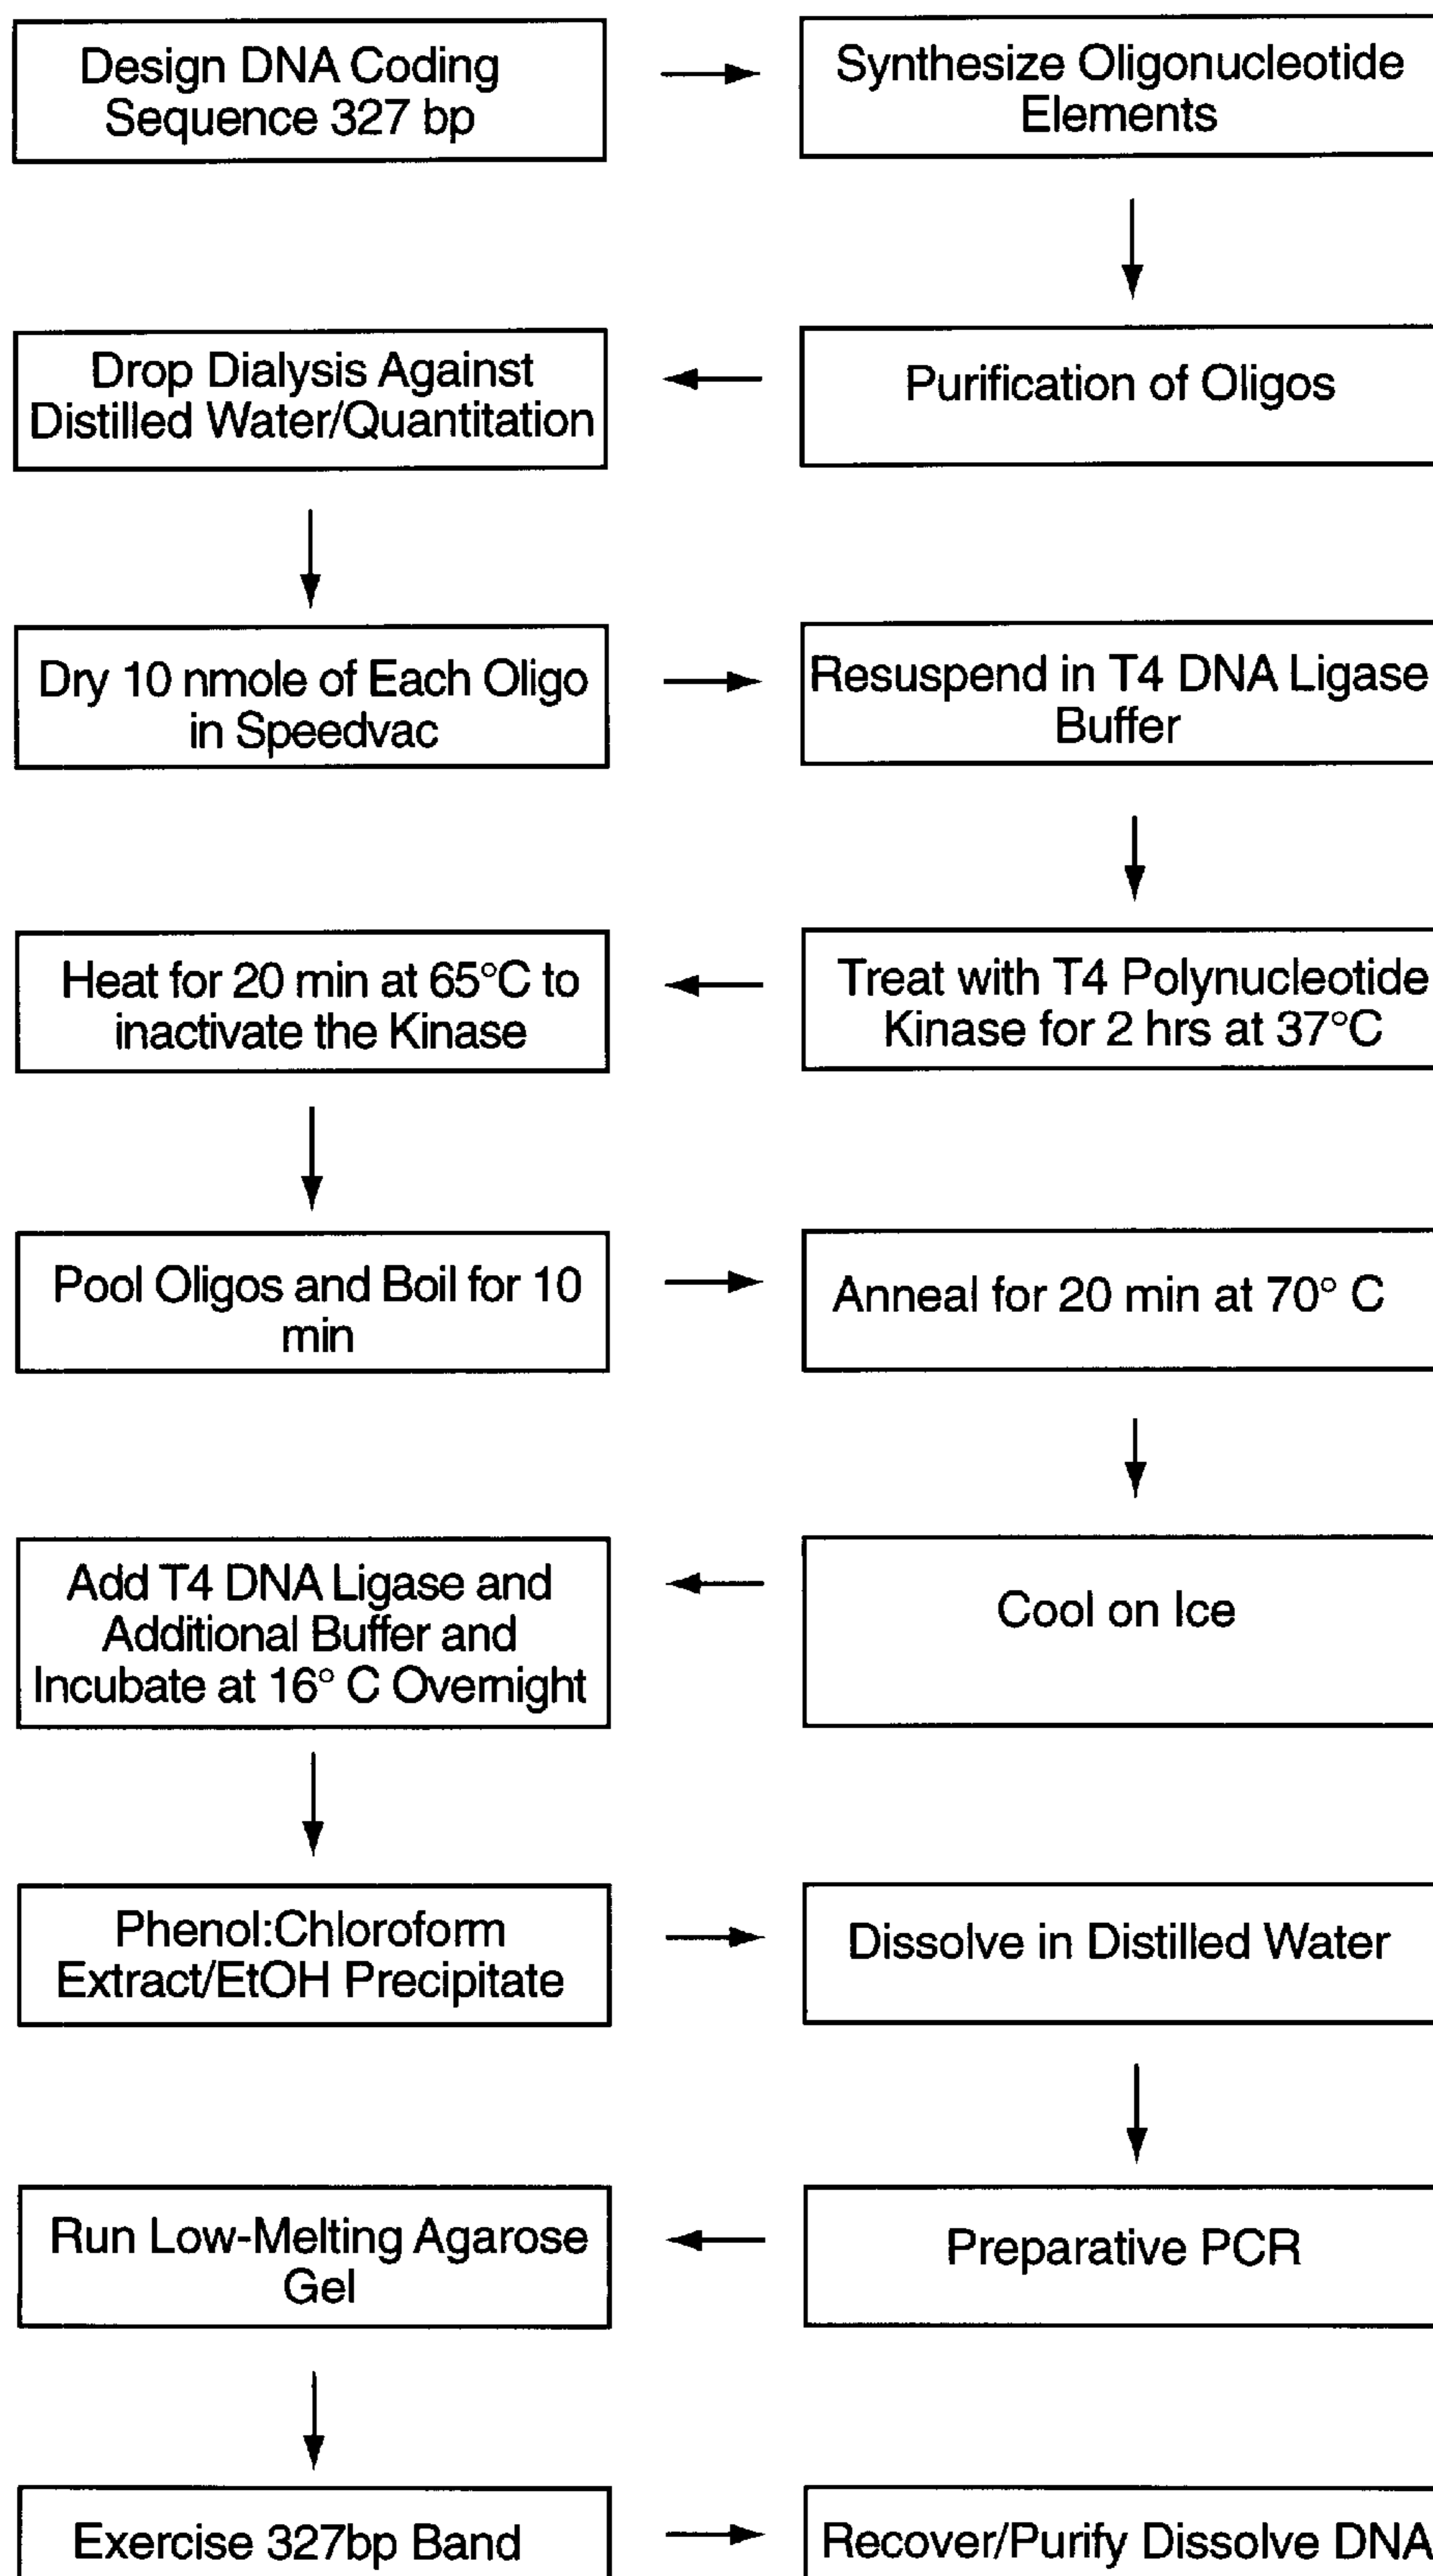 Design DNA Coding
Sequence 327 bp
Synthesize Oligonucleotide
Elements
Purification of Oligos
Drop Dialysis Against
Distilled Water/Quantitation
Dry 10 nmole of Each Oligo
in Speedvac
Resuspend in T4 DNA Ligase
Buffer
Treat with T4 Polynucleotide
Kinase for 2 hrs at 37°C
Heat for 20 min at 65°C to
inactivate the Kinase
Pool Oligos and Boil for 10
min
Anneal for 20 min at 70° C
Cool on Ice
Add T4 DNA Ligase and
Additional Buffer and
Incubate at 16° C Overnight
Phenol:Chloroform
Extract/EtOH Precipitate
Dissolve in Distilled Water
Preparative PCR
Run Low-Melting Agarose
Gel
Exercise 327bp Band
Recover/Purify Dissolve DNA